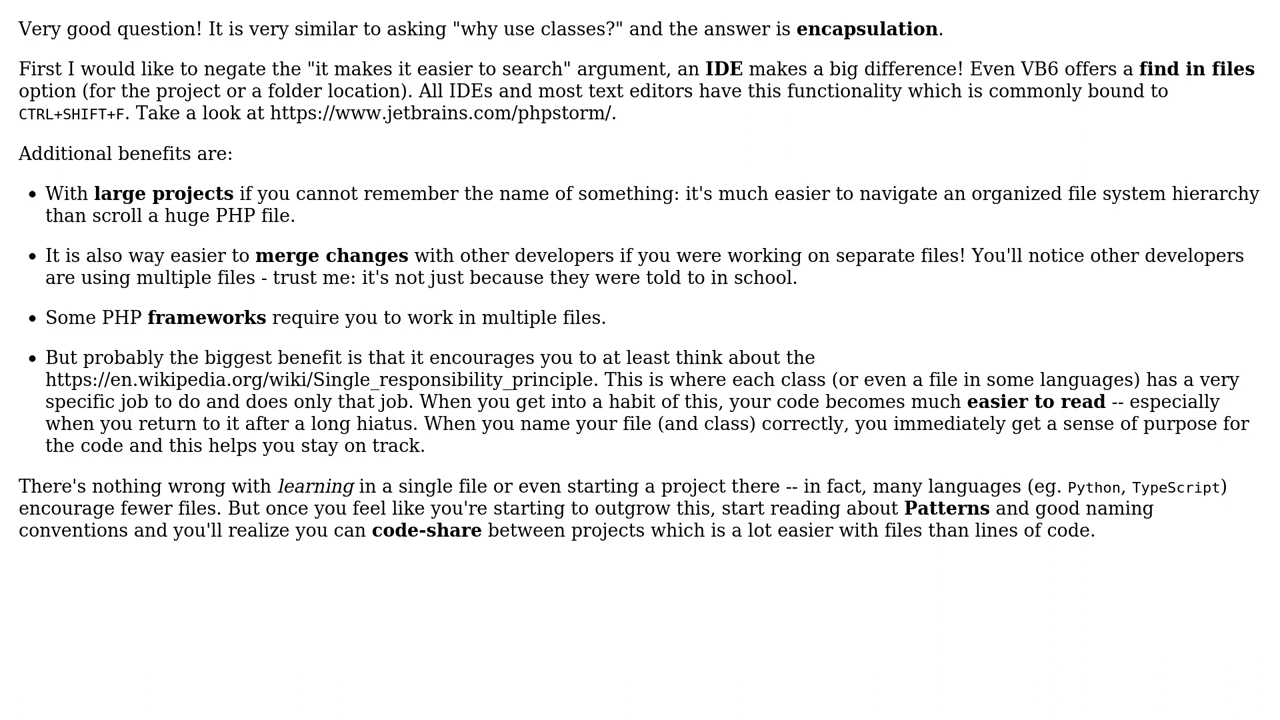 Very good question! It is very similar to asking "why use classes?" and the answer is encapsulation.
First I would like to negate the "it makes it easier to search" argument, an IDE makes a big difference! Even VB6 offers a find in files
option (for the project or a folder location). All IDEs and most text editors have this functionality which is commonly bound to
CTRL+SHIFT+F. Take a look at https://www.jetbrains.com/phpstorm/.
Additional benefits are:
• With large projects if you cannot remember the name of something: it's much easier to navigate an organized file system hierarchy
than scroll a huge PHP file.
• It is also way easier to merge changes with other developers if you were working on separate files! You'll notice other developers
are using multiple files - trust me: it's not just because they were told to in school.
• Some PHP frameworks require you to work in multiple files.
• But probably the biggest benefit is that it encourages you to at least think about the
https://en.wikipedia.org/wiki/Single_responsibility_principle. This is where each class (or even a file in some languages) has a very
specific job to do and does only that job. When you get into a habit of this, your code becomes much easier to read -- especially
when you return to it after a long hiatus. When you name your file (and class) correctly, you immediately get a sense of purpose for
the code and this helps you stay on track.
There's nothing wrong with learning in a single file or even starting a project there -- in fact, many languages (eg. Python, TypeScript)
encourage fewer files. But once you feel like you're starting to outgrow this, start reading about Patterns and good naming
conventions and you'll realize you can code-share between projects which is a lot easier with files than lines of code.